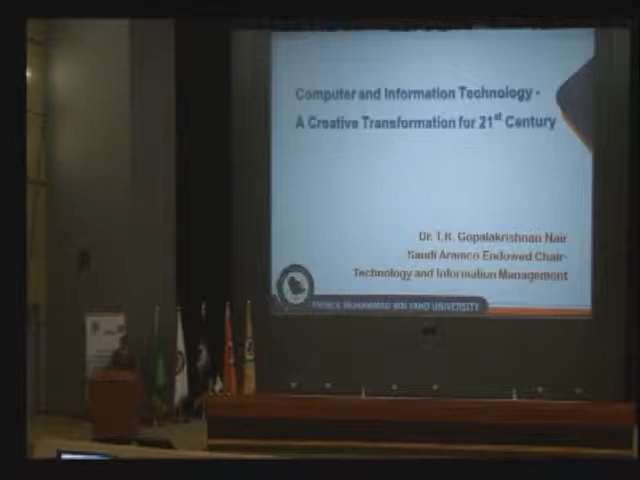 Computer and Information Technology -
A Creative Transformation for 21st Century
Dr. T.R. Gopalakrishnan Nair
Saudi Aramco Endowed Chair-
Technology and Information Management
PRINCE MOHAMMAD BIN FAHD UNIVERSITY